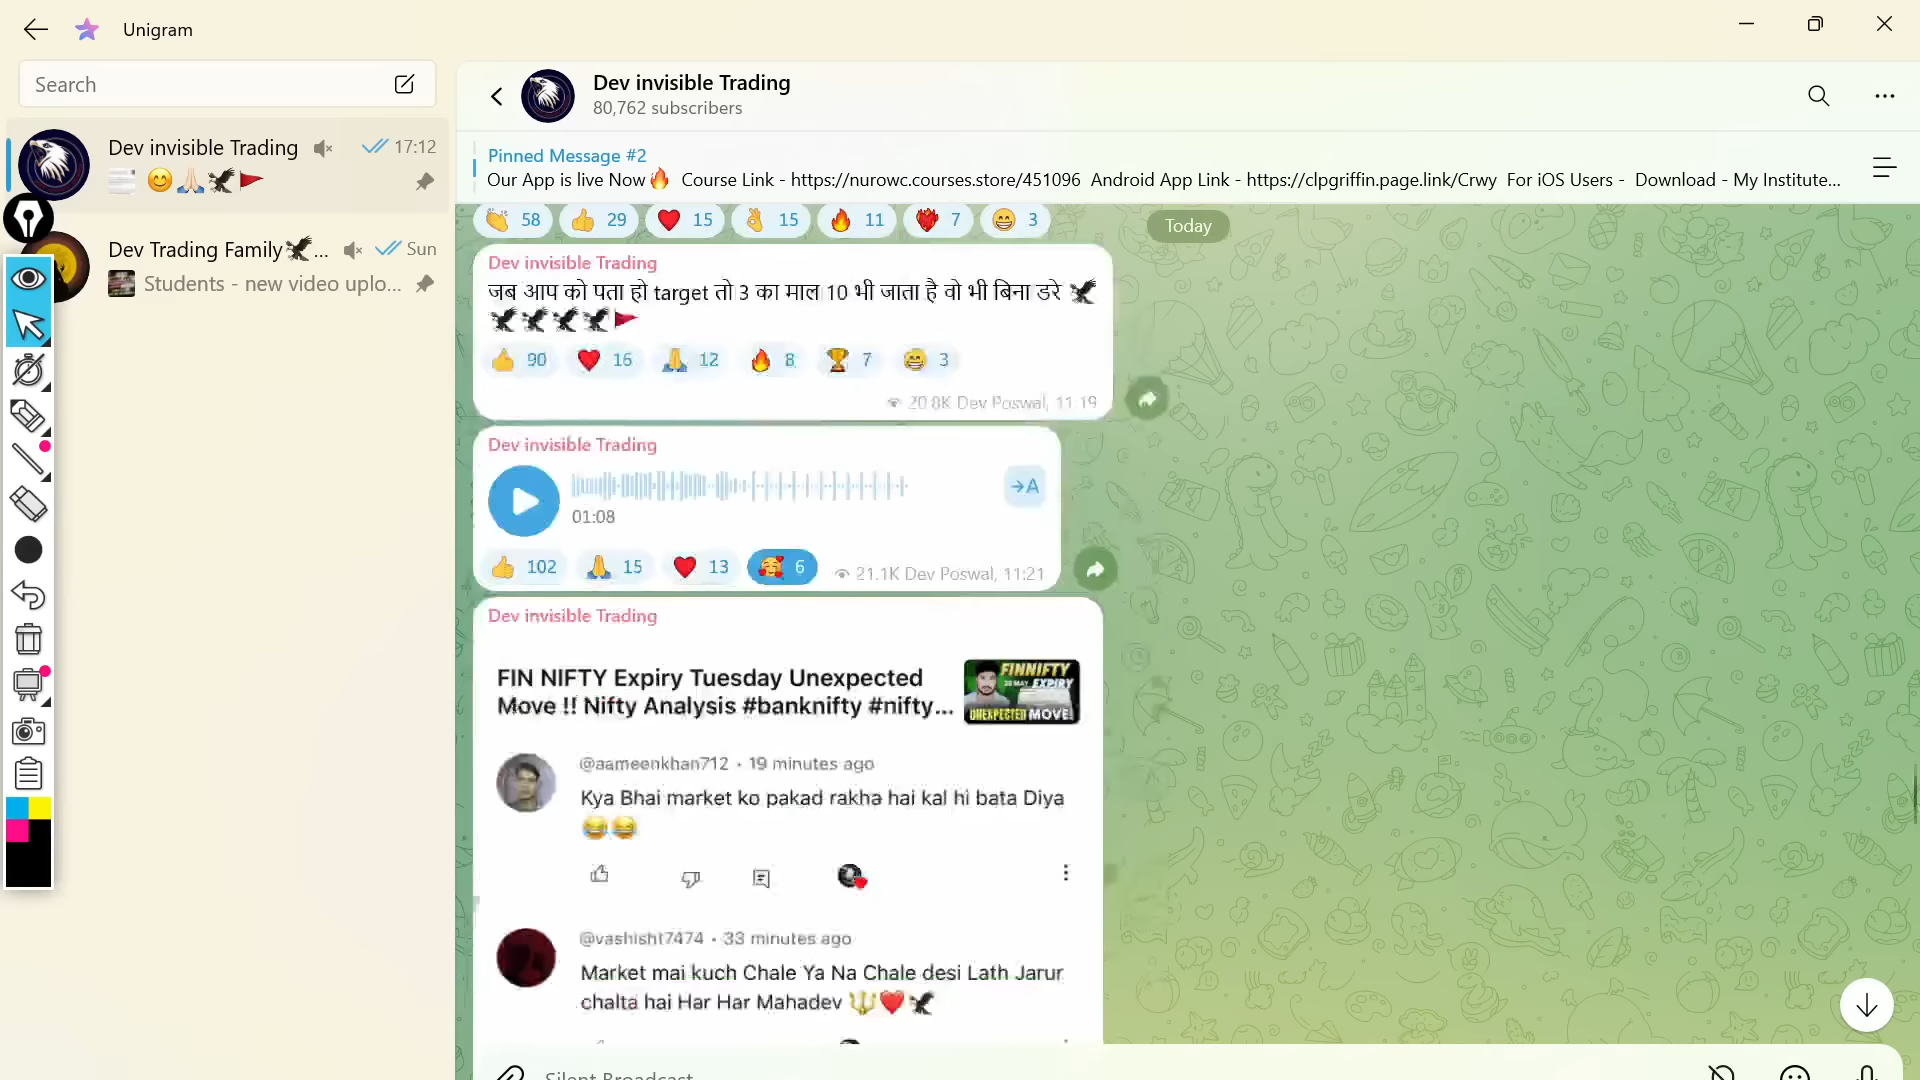 Unigram
Search
Dev invisible Trading 17:12
😊🙏🏻🦅🚩
Dev Trading Family🦅... Sun
Students - new video uplo...
Dev invisible Trading
80,762 subscribers
Pinned Message #2
Our App is live Now🔥 Course Link - https://nurowc.courses.store/451096 Android App Link - https://clpgriffin.page.link/Crwy For iOS Users - Download - My Institute...
👏 58 👍 29 ❤️ 15 👌🏼 15 🔥 11 ❤️‍🔥 7 😁 3
Today
Dev invisible Trading
जब आप को पता हो target तो 3 का माल 10 भी जाता है वो भी बिना डरे 🦅
🦅🦅🦅🦅🚩
👍 90 ❤️ 16 🙏 12 🔥 8 🏆 7 😁 3
20.8K Dev Poswal, 11:19
Dev invisible Trading
→A
01:08
👍 102 🙏 15 ❤️ 13 🥰 6 21.1K Dev Poswal, 11:21
Dev invisible Trading
FIN NIFTY Expiry Tuesday Unexpected
Move !! Nifty Analysis #banknifty #nifty...
FINNIFTY
28 MAY EXPIRY
UNEXPECTED MOVE!
@aameenkhan712 · 19 minutes ago
Kya Bhai market ko pakad rakha hai kal hi bata Diya
😂😂
@vashisht7474 · 33 minutes ago
Market mai kuch Chale Ya Na Chale desi Lath Jarur
chalta hai Har Har Mahadev 🔱❤️🦅
Silent Broadcast